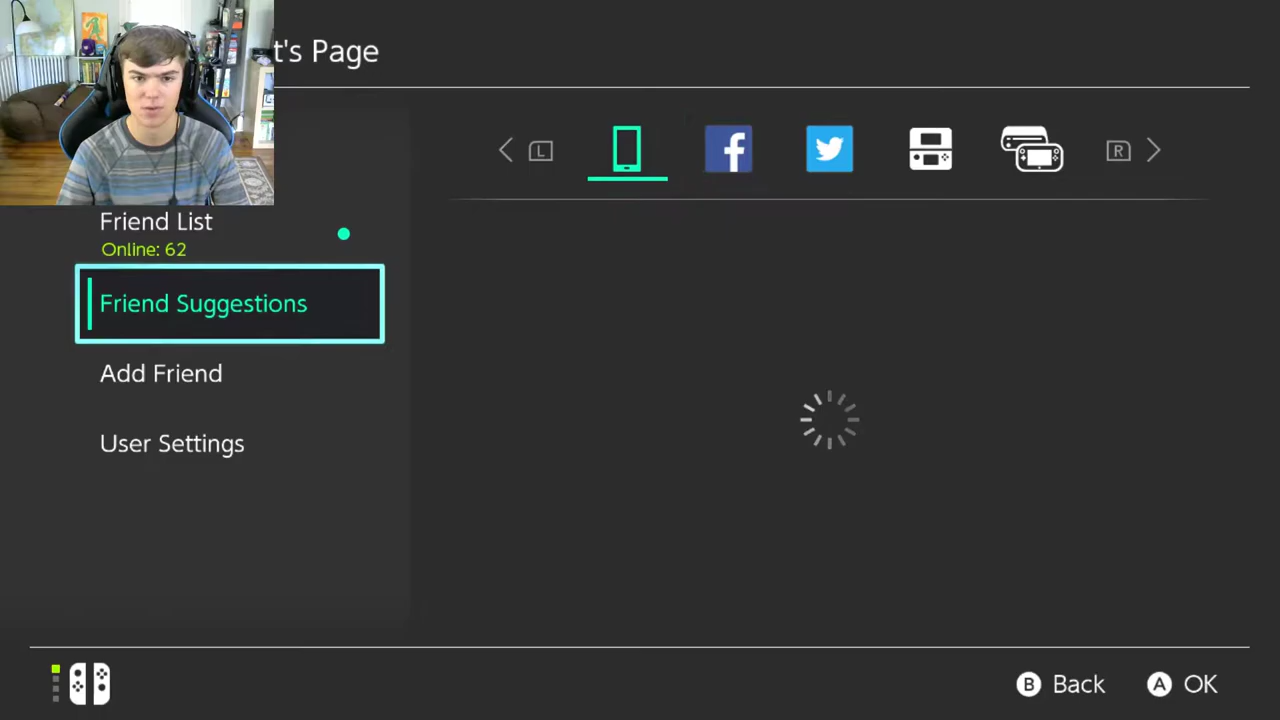 t's Page
L
R
Friend List
Online: 62
Friend Suggestions
Add Friend
User Settings
B Back
A OK